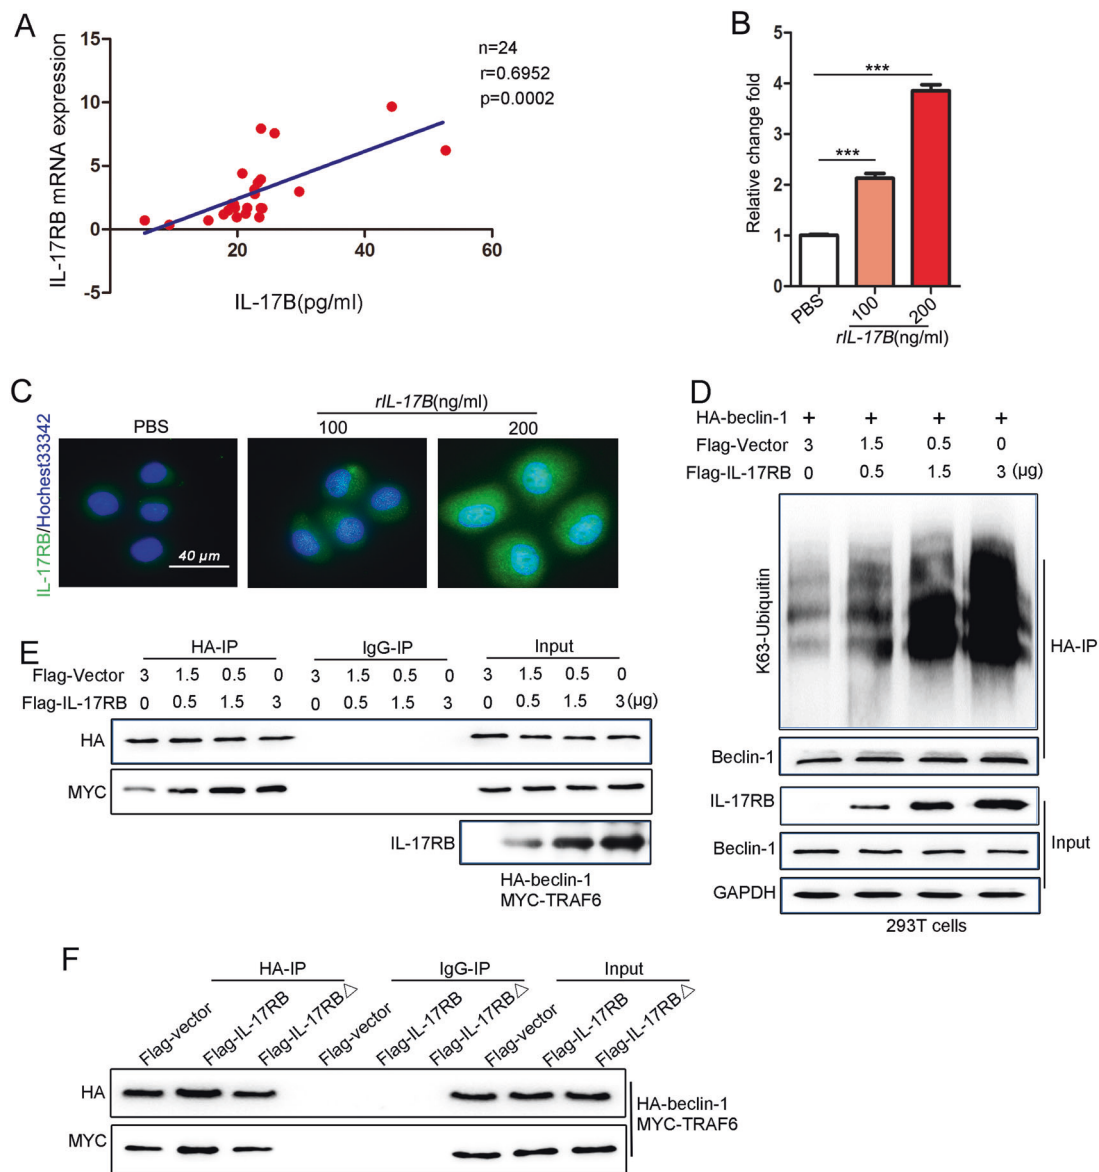 A
15
10
5
0
-5
20
40
60
IL-17RB mRNA expression
IL-17B(pg/ml)
n=24
r=0.6952
p=0.0002
B
5
4
3
2
1
0
Relative change fold
***
***
PBS
100
200
rIL-17B(ng/ml)
C
rIL-17B(ng/ml)
PBS
100
200
IL-17RB/Hochest33342
40 μm
D
HA-beclin-1 + + + +
Flag-Vector 3 1.5 0.5 0
Flag-IL-17RB 0 0.5 1.5 3 (μg)
K63-Ubiquitin
HA-IP
Beclin-1
IL-17RB
Beclin-1
Input
GAPDH
293T cells
E
HA-IP IgG-IP Input
Flag-Vector 3 1.5 0.5 0 3 1.5 0.5 0 3 1.5 0.5 0
Flag-IL-17RB 0 0.5 1.5 3 0 0.5 1.5 3 0 0.5 1.5 3 (μg)
HA
MYC
IL-17RB
HA-beclin-1
MYC-TRAF6
F
HA-IP IgG-IP Input
Flag-vector Flag-IL-17RB Flag-IL-17RB△ Flag-vector Flag-IL-17RB Flag-IL-17RB△ Flag-vector Flag-IL-17RB Flag-IL-17RB△
HA
MYC
HA-beclin-1
MYC-TRAF6